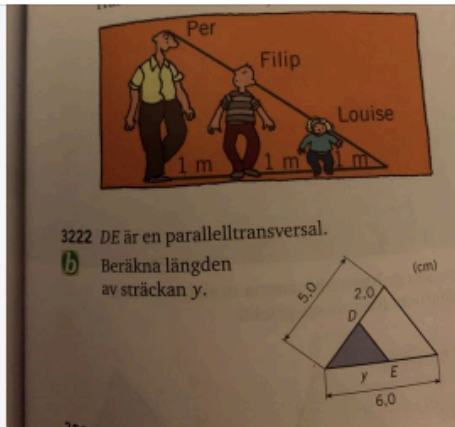 Per
Filip
Louise
1 m
1 m
1 m
3222 DE är en parallelltransversal.
b Beräkna längden
av sträckan y.
(cm)
5,0
2,0
D
y
E
6,0